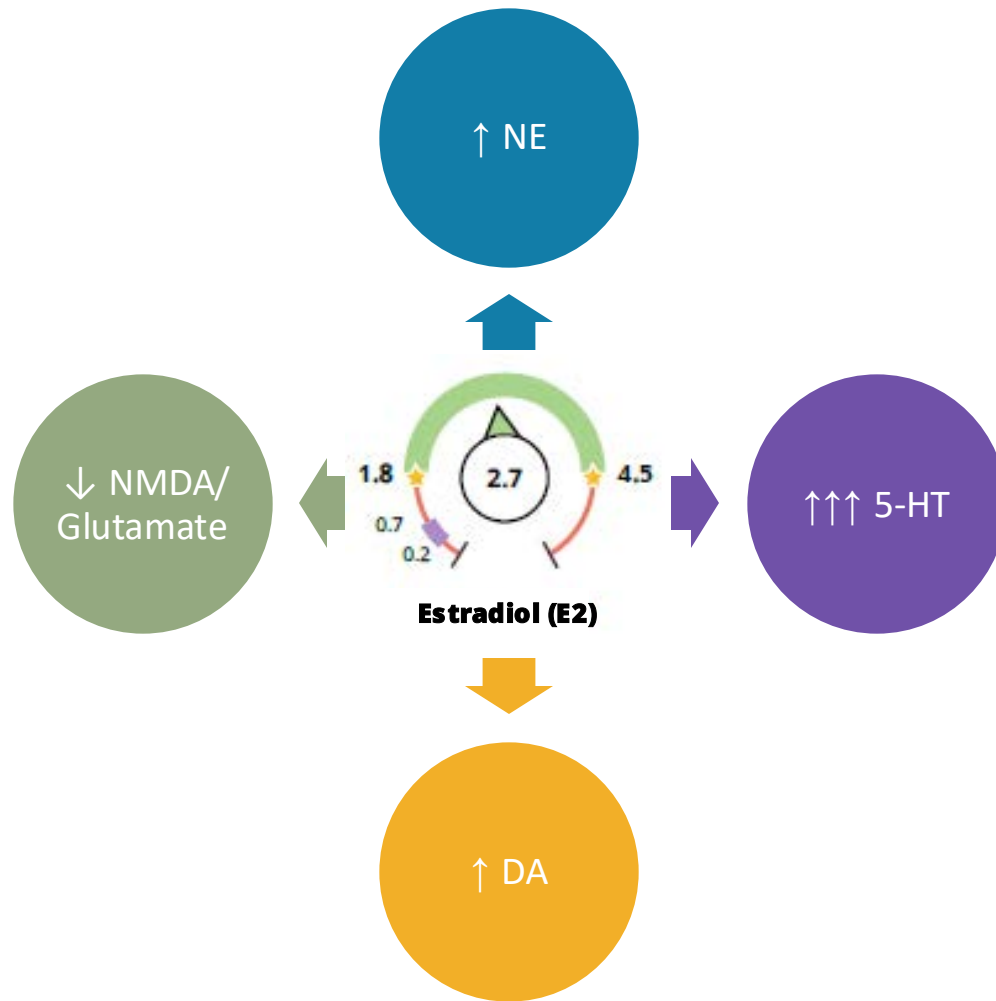 ↑ NE
↓ NMDA/
Glutamate
1.8
2.7
4.5
0.7
0.2
Estradiol (E2)
↑↑↑ 5-HT
↑ DA